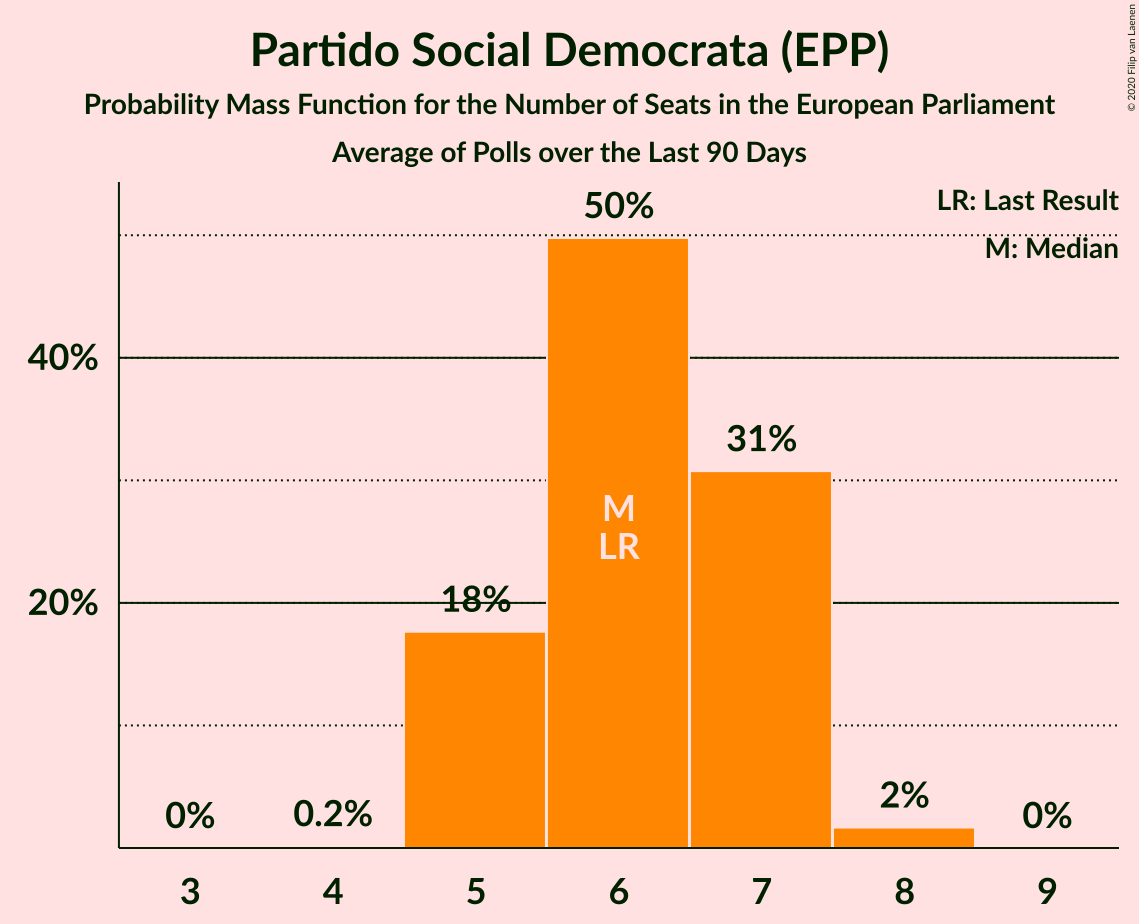 Partido Social Democrata (EPP)
Probability Mass Function for the Number of Seats in the European Parliament
Average of Polls over the Last 90 Days
© 2020 Filip van Laenen
LR: Last Result
M: Median
50%
40%
31%
M
LR
20%
18%
0%
0.2%
2%
0%
3 4 5 6 7 8 9